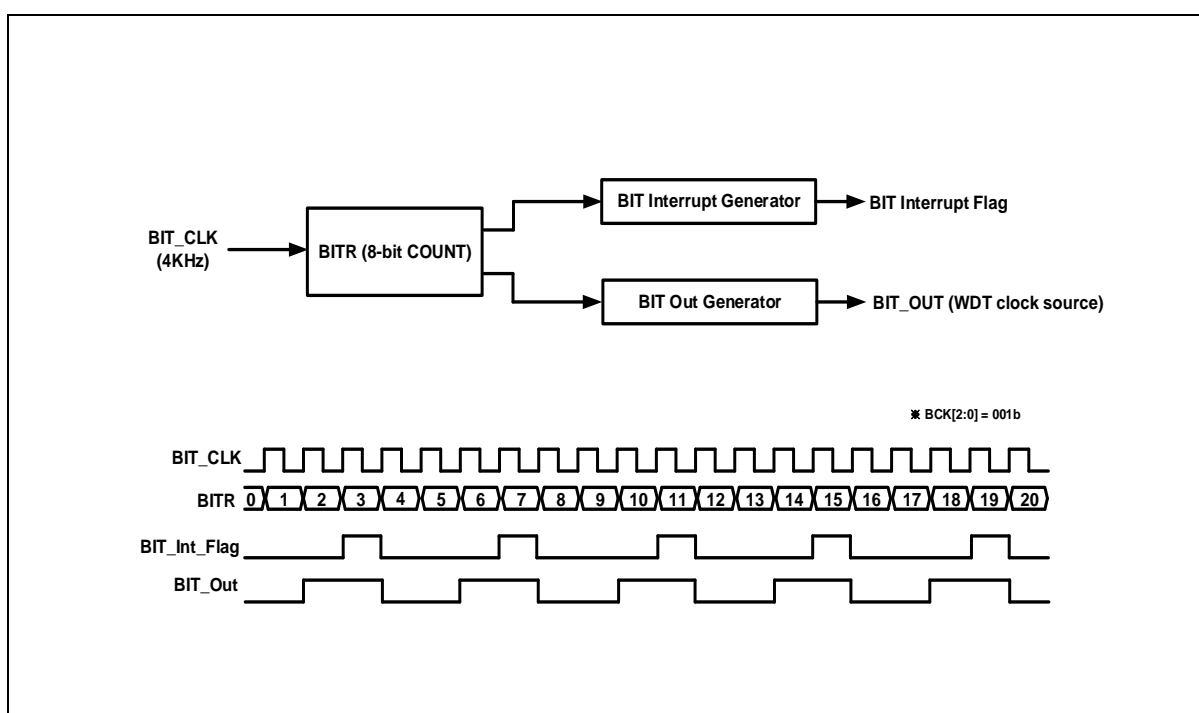 BIT Interrupt Generator
BIT Interrupt Flag
BIT_CLK
(4KHz)
BITR (8-bit COUNT)
BIT Out Generator
BIT_OUT (WDT clock source)
※ BCK[2:0] = 001b
BIT_CLK
BITR 0 1 2 3 4 5 6 7 8 9 10 11 12 13 14 15 16 17 18 19 20
BIT_Int_Flag
BIT_Out